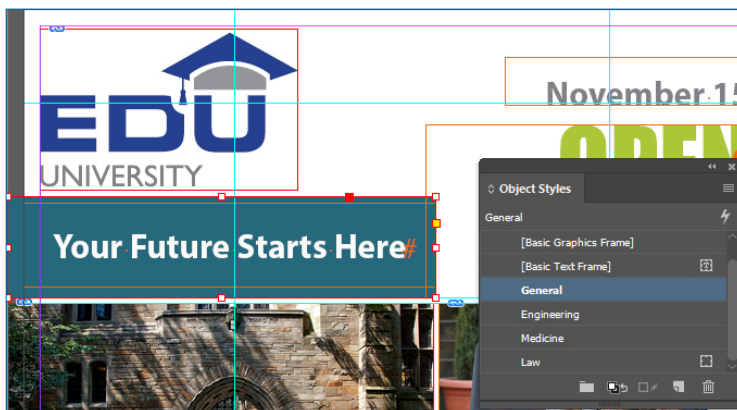 EDU
UNIVERSITY
November 15
OPEN
Your Future Starts Here#
Object Styles
General
[Basic Graphics Frame]
[Basic Text Frame]
General
Engineering
Medicine
Law